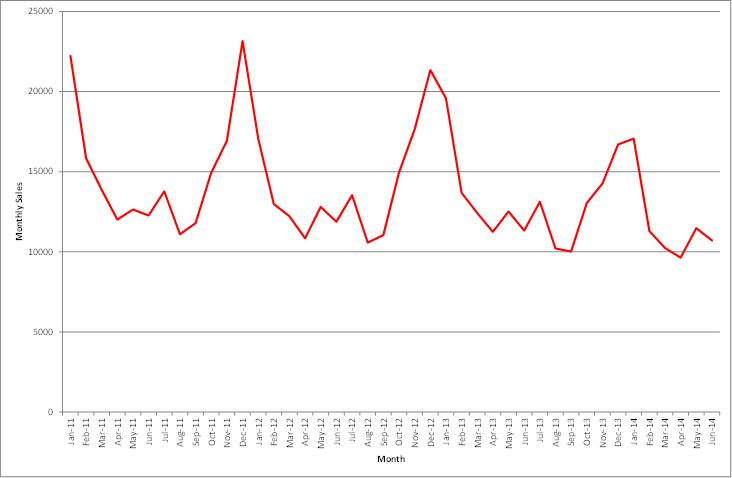 25000
20000
15000
10000
5000
0
Monthly Sales
Jan-11
Feb-11
Mar-11
Apr-11
May-11
Jun-11
Jul-11
Aug-11
Sep-11
Oct-11
Nov-11
Dec-11
Jan-12
Feb-12
Mar-12
Apr-12
May-12
Jun-12
Jul-12
Aug-12
Sep-12
Oct-12
Nov-12
Dec-12
Jan-13
Feb-13
Mar-13
Apr-13
May-13
Jun-13
Jul-13
Aug-13
Sep-13
Oct-13
Nov-13
Dec-13
Jan-14
Feb-14
Mar-14
Apr-14
May-14
Jun-14
Month